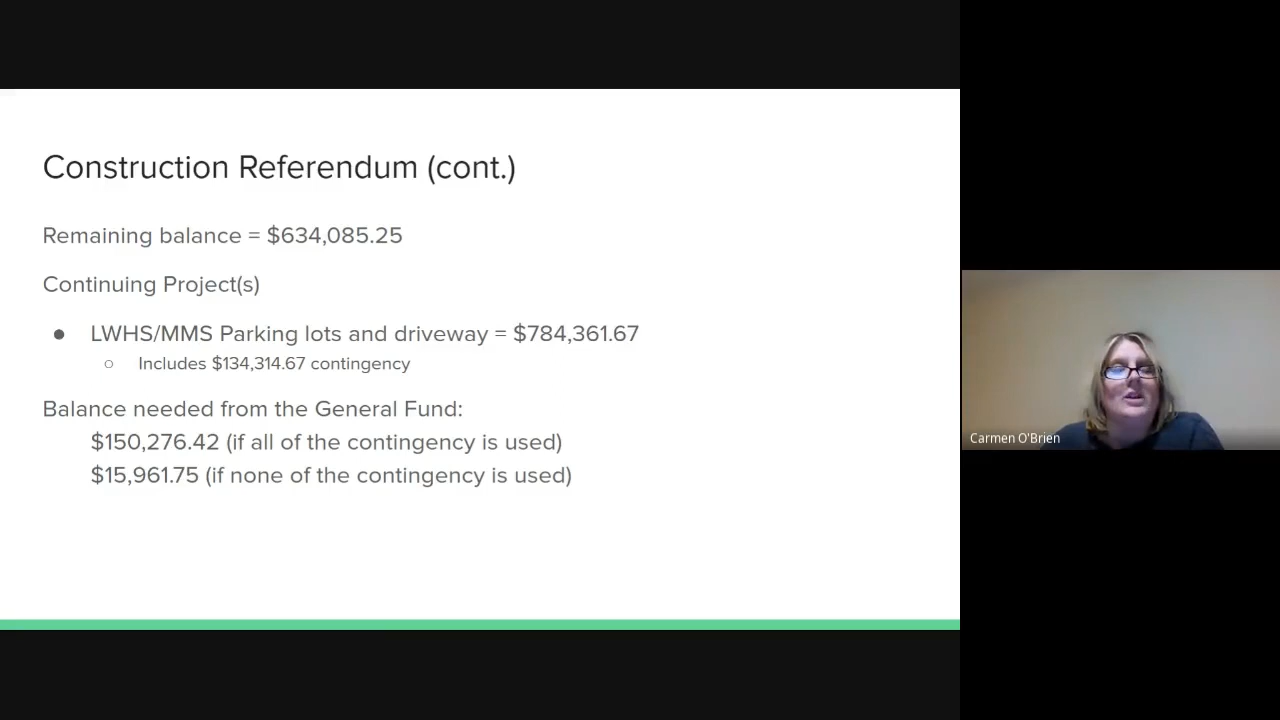 Construction Referendum (cont.)
Remaining balance = $634,085.25
Continuing Project(s)
● LWHS/MMS Parking lots and driveway = $784,361.67
○ Includes $134,314.67 contingency
Balance needed from the General Fund:
$150,276.42 (if all of the contingency is used)
$15,961.75 (if none of the contingency is used)
Carmen O'Brien